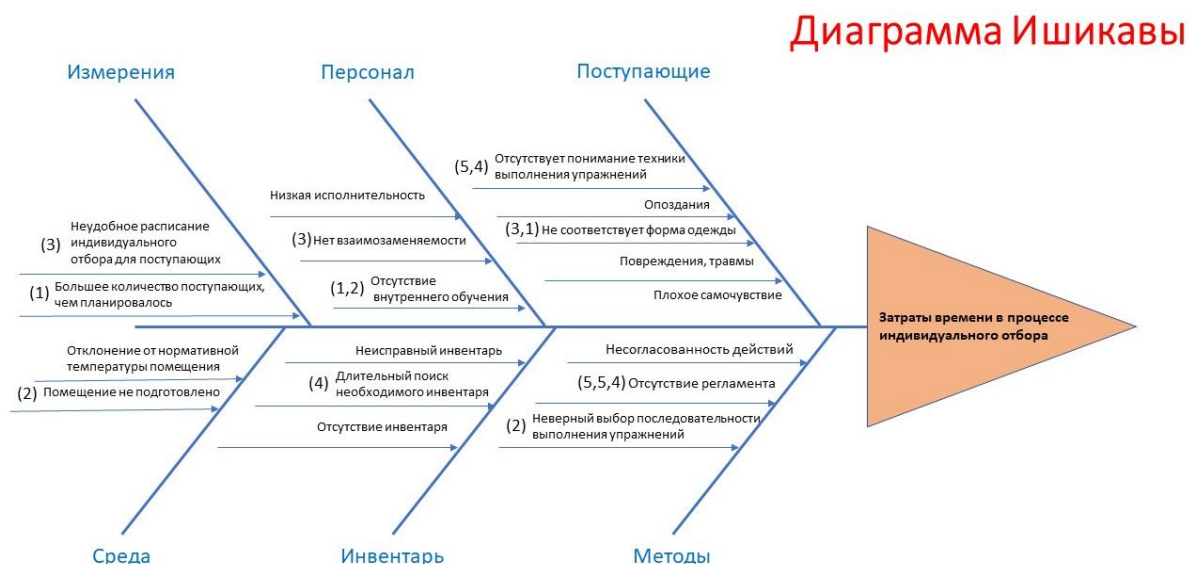 Диаграмма Ишикавы
Измерения
Персонал
Поступающие
(5,4) Отсутствует понимание техники
выполнения упражнений
Низкая исполнительность
Опоздания
(3) Неудобное расписание
индивидуального
отбора для поступающих
(3) Нет взаимозаменяемости
(3,1) Не соответствует форма одежды
Повреждения, травмы
(1) Большее количество поступающих,
чем планировалось
(1,2) Отсутствие
внутреннего обучения
Плохое самочувствие
Затраты времени в процессе
индивидуального отбора
Отклонение от нормативной
температуры помещения
Неисправный инвентарь
Несогласованность действий
(2) Помещение не подготовлено
(4) Длительный поиск
необходимого инвентаря
(5,5,4) Отсутствие регламента
Отсутствие инвентаря
(2) Неверный выбор последовательности
выполнения упражнений
Среда
Инвентарь
Методы